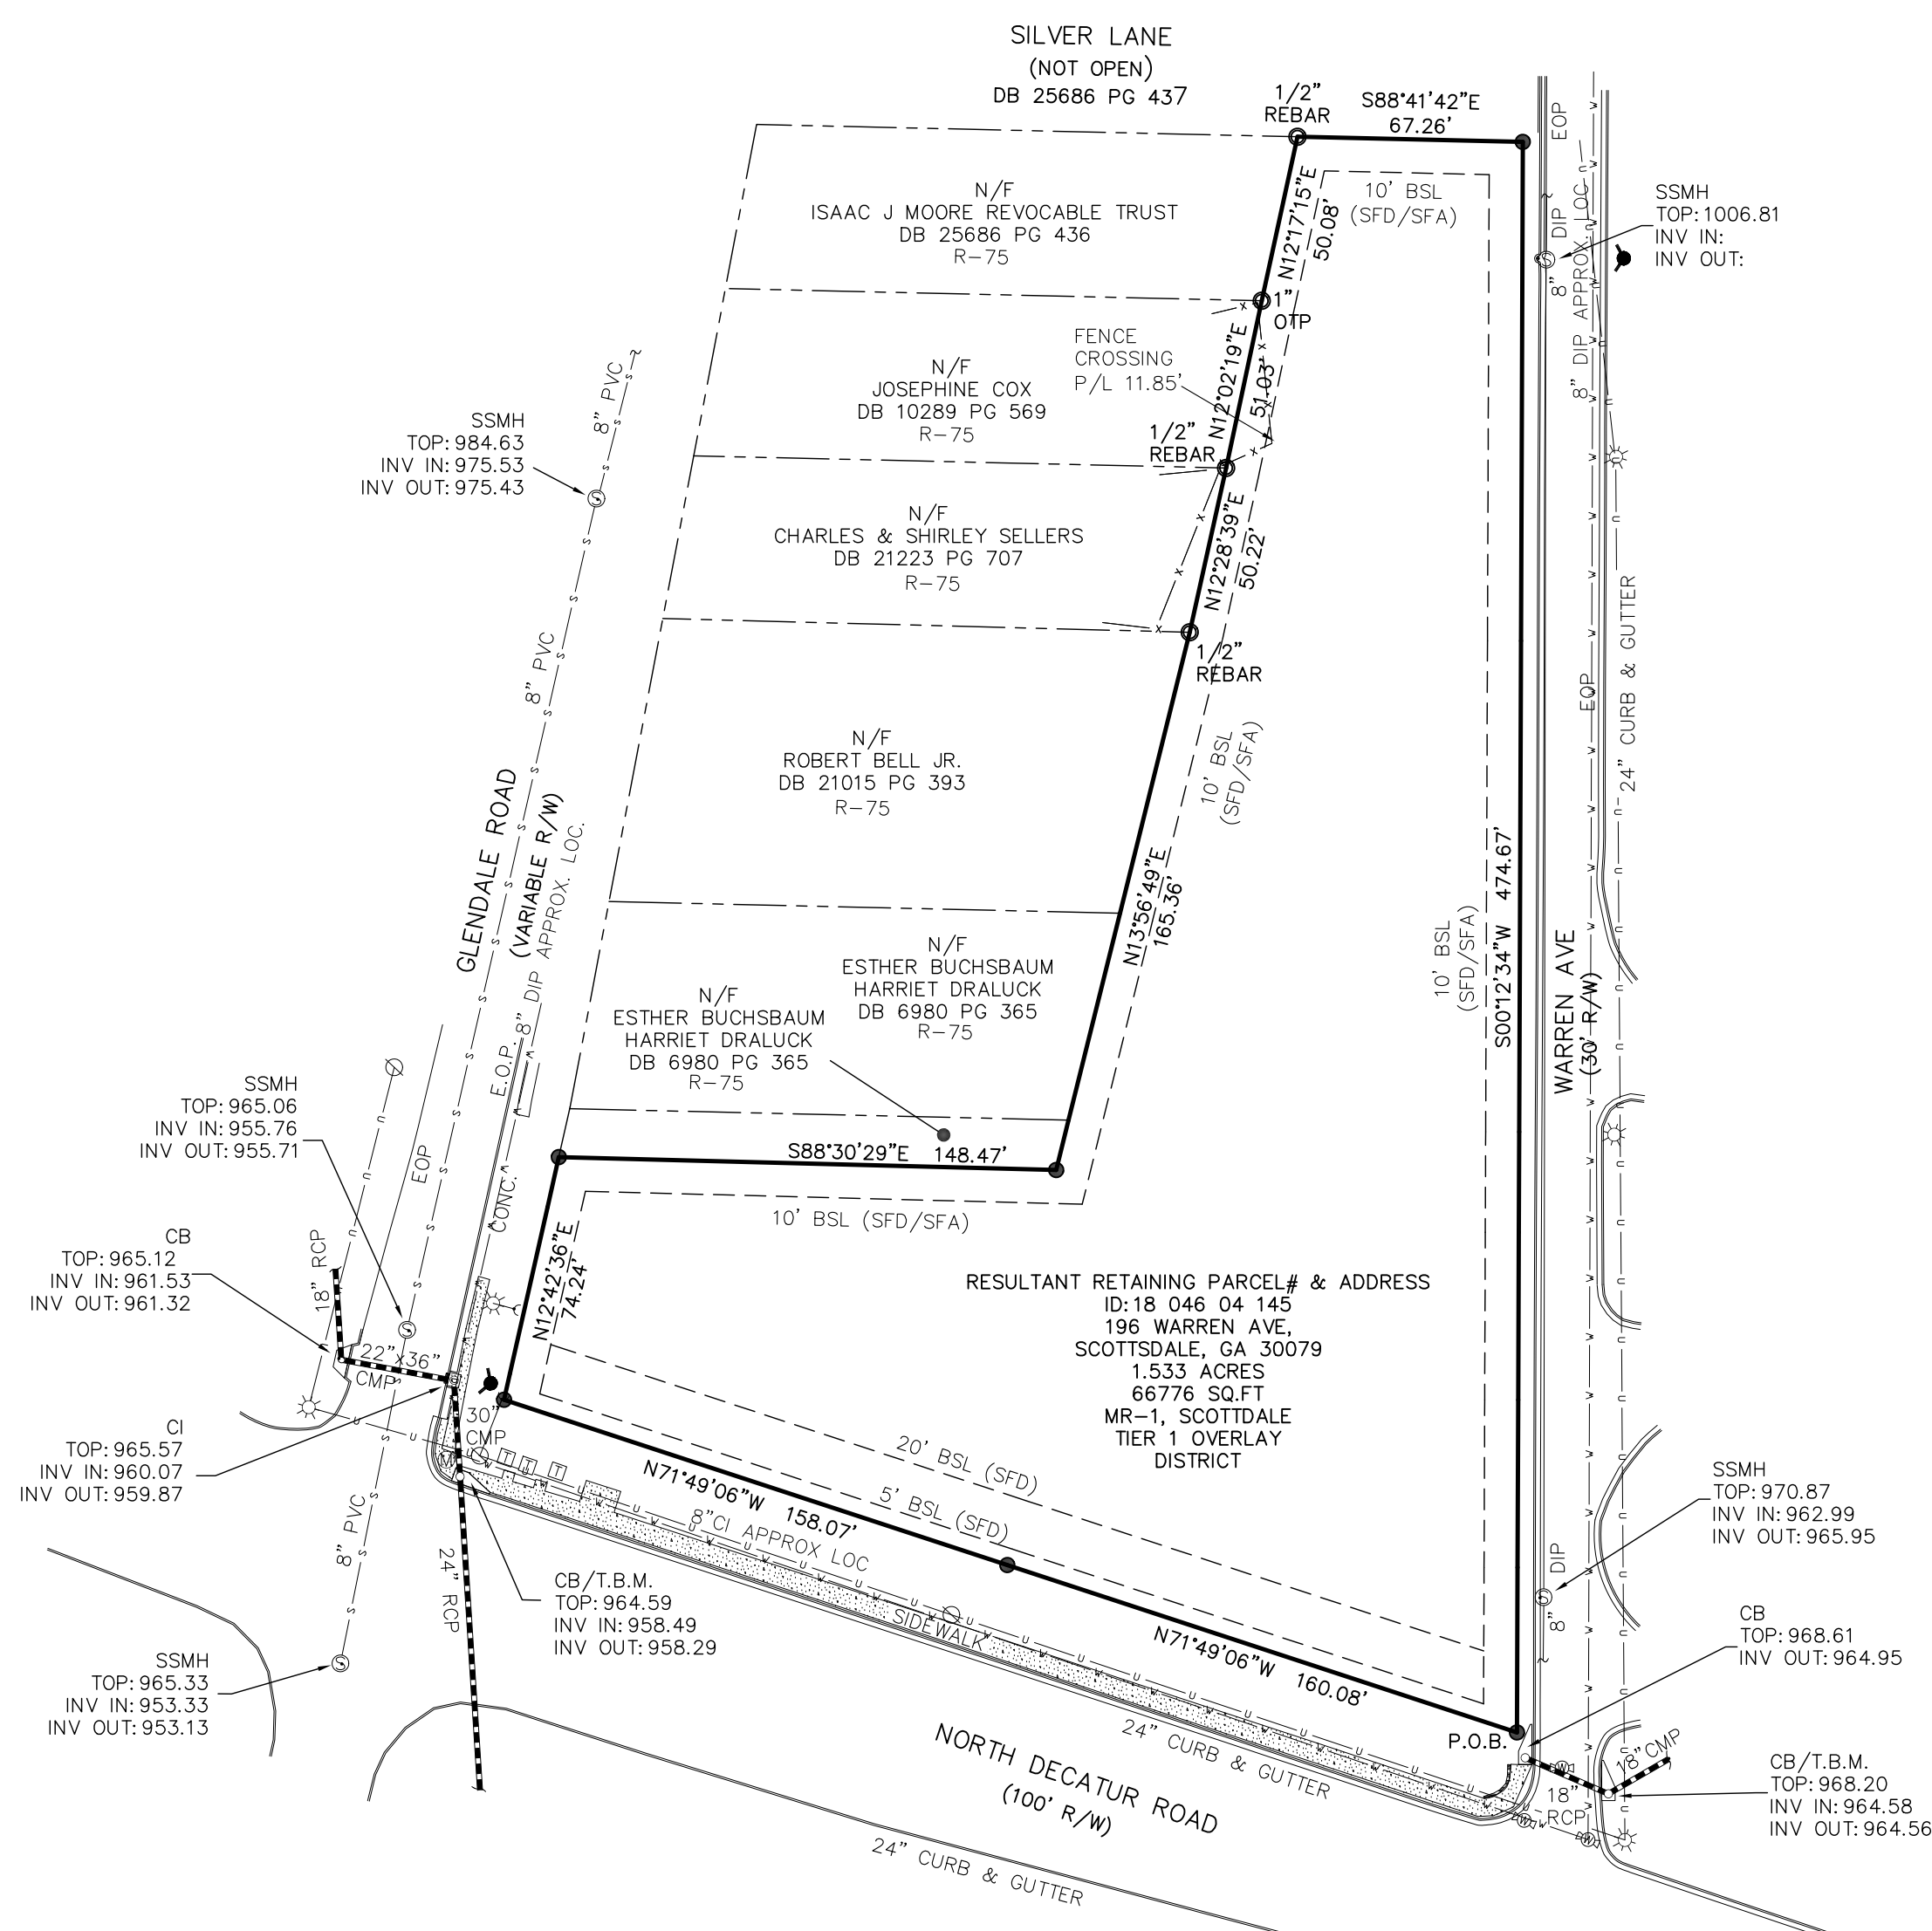 SILVER LANE
(NOT OPEN)
DB 25686 PG 437
1/2"
REBAR
S88°41'42"E
67.26'
EOP
N/F
ISAAC J MOORE REVOCABLE TRUST
DB 25686 PG 436
R-75
N12°17'15"E
50.08'
10' BSL
(SFD/SFA)
8" DIP
8" DIP APPROX. LOC
SSMH
TOP: 1006.81
INV IN:
INV OUT:
1"
OTP
FENCE
CROSSING
P/L 11.85'
N12°02'19"E
51.03'
N/F
JOSEPHINE COX
DB 10289 PG 569
R-75
8" PVC
SSMH
TOP: 984.63
INV IN: 975.53
INV OUT: 975.43
1/2"
REBAR
N/F
CHARLES & SHIRLEY SELLERS
DB 21223 PG 707
R-75
N12°28'39"E
50.22'
1/2"
REBAR
24" CURB & GUTTER
EOP
8" PVC
N/F
ROBERT BELL JR.
DB 21015 PG 393
R-75
10' BSL
(SFD/SFA)
GLENDALE ROAD
(VARIABLE R/W)
8" DIP APPROX. LOC.
N13°56'49"E
165.36'
S00°12'34"W 474.67'
10' BSL
(SFD/SFA)
WARREN AVE
(30' R/W)
N/F
ESTHER BUCHSBAUM
HARRIET DRALUCK
DB 6980 PG 365
R-75
N/F
ESTHER BUCHSBAUM
HARRIET DRALUCK
DB 6980 PG 365
R-75
E.O.P.
SSMH
TOP: 965.06
INV IN: 955.76
INV OUT: 955.71
EOP
CONC.
S88°30'29"E 148.47'
10' BSL (SFD/SFA)
N12°42'36"E
74.24'
CB
TOP: 965.12
INV IN: 961.53
INV OUT: 961.32
18" RCP
22"x36"
CMP
RESULTANT RETAINING PARCEL# & ADDRESS
ID:18 046 04 145
196 WARREN AVE,
SCOTTSDALE, GA 30079
1.533 ACRES
66776 SQ.FT
MR-1, SCOTTDALE
TIER 1 OVERLAY
DISTRICT
CI
TOP: 965.57
INV IN: 960.07
INV OUT: 959.87
30"
CMP
T
T
T
20' BSL (SFD)
5' BSL (SFD)
N71°49'06"W 158.07'
8"CI APPROX LOC
SIDEWALK
8" PVC
24" RCP
CB/T.B.M.
TOP: 964.59
INV IN: 958.49
INV OUT: 958.29
SSMH
TOP: 970.87
INV IN: 962.99
INV OUT: 965.95
8" DIP
CB
TOP: 968.61
INV OUT: 964.95
SSMH
TOP: 965.33
INV IN: 953.33
INV OUT: 953.13
N71°49'06"W 160.08'
P.O.B.
NORTH DECATUR ROAD
(100' R/W)
24" CURB & GUTTER
24" CURB & GUTTER
18"
RCP
18"CMP
CB/T.B.M.
TOP: 968.20
INV IN: 964.58
INV OUT: 964.56